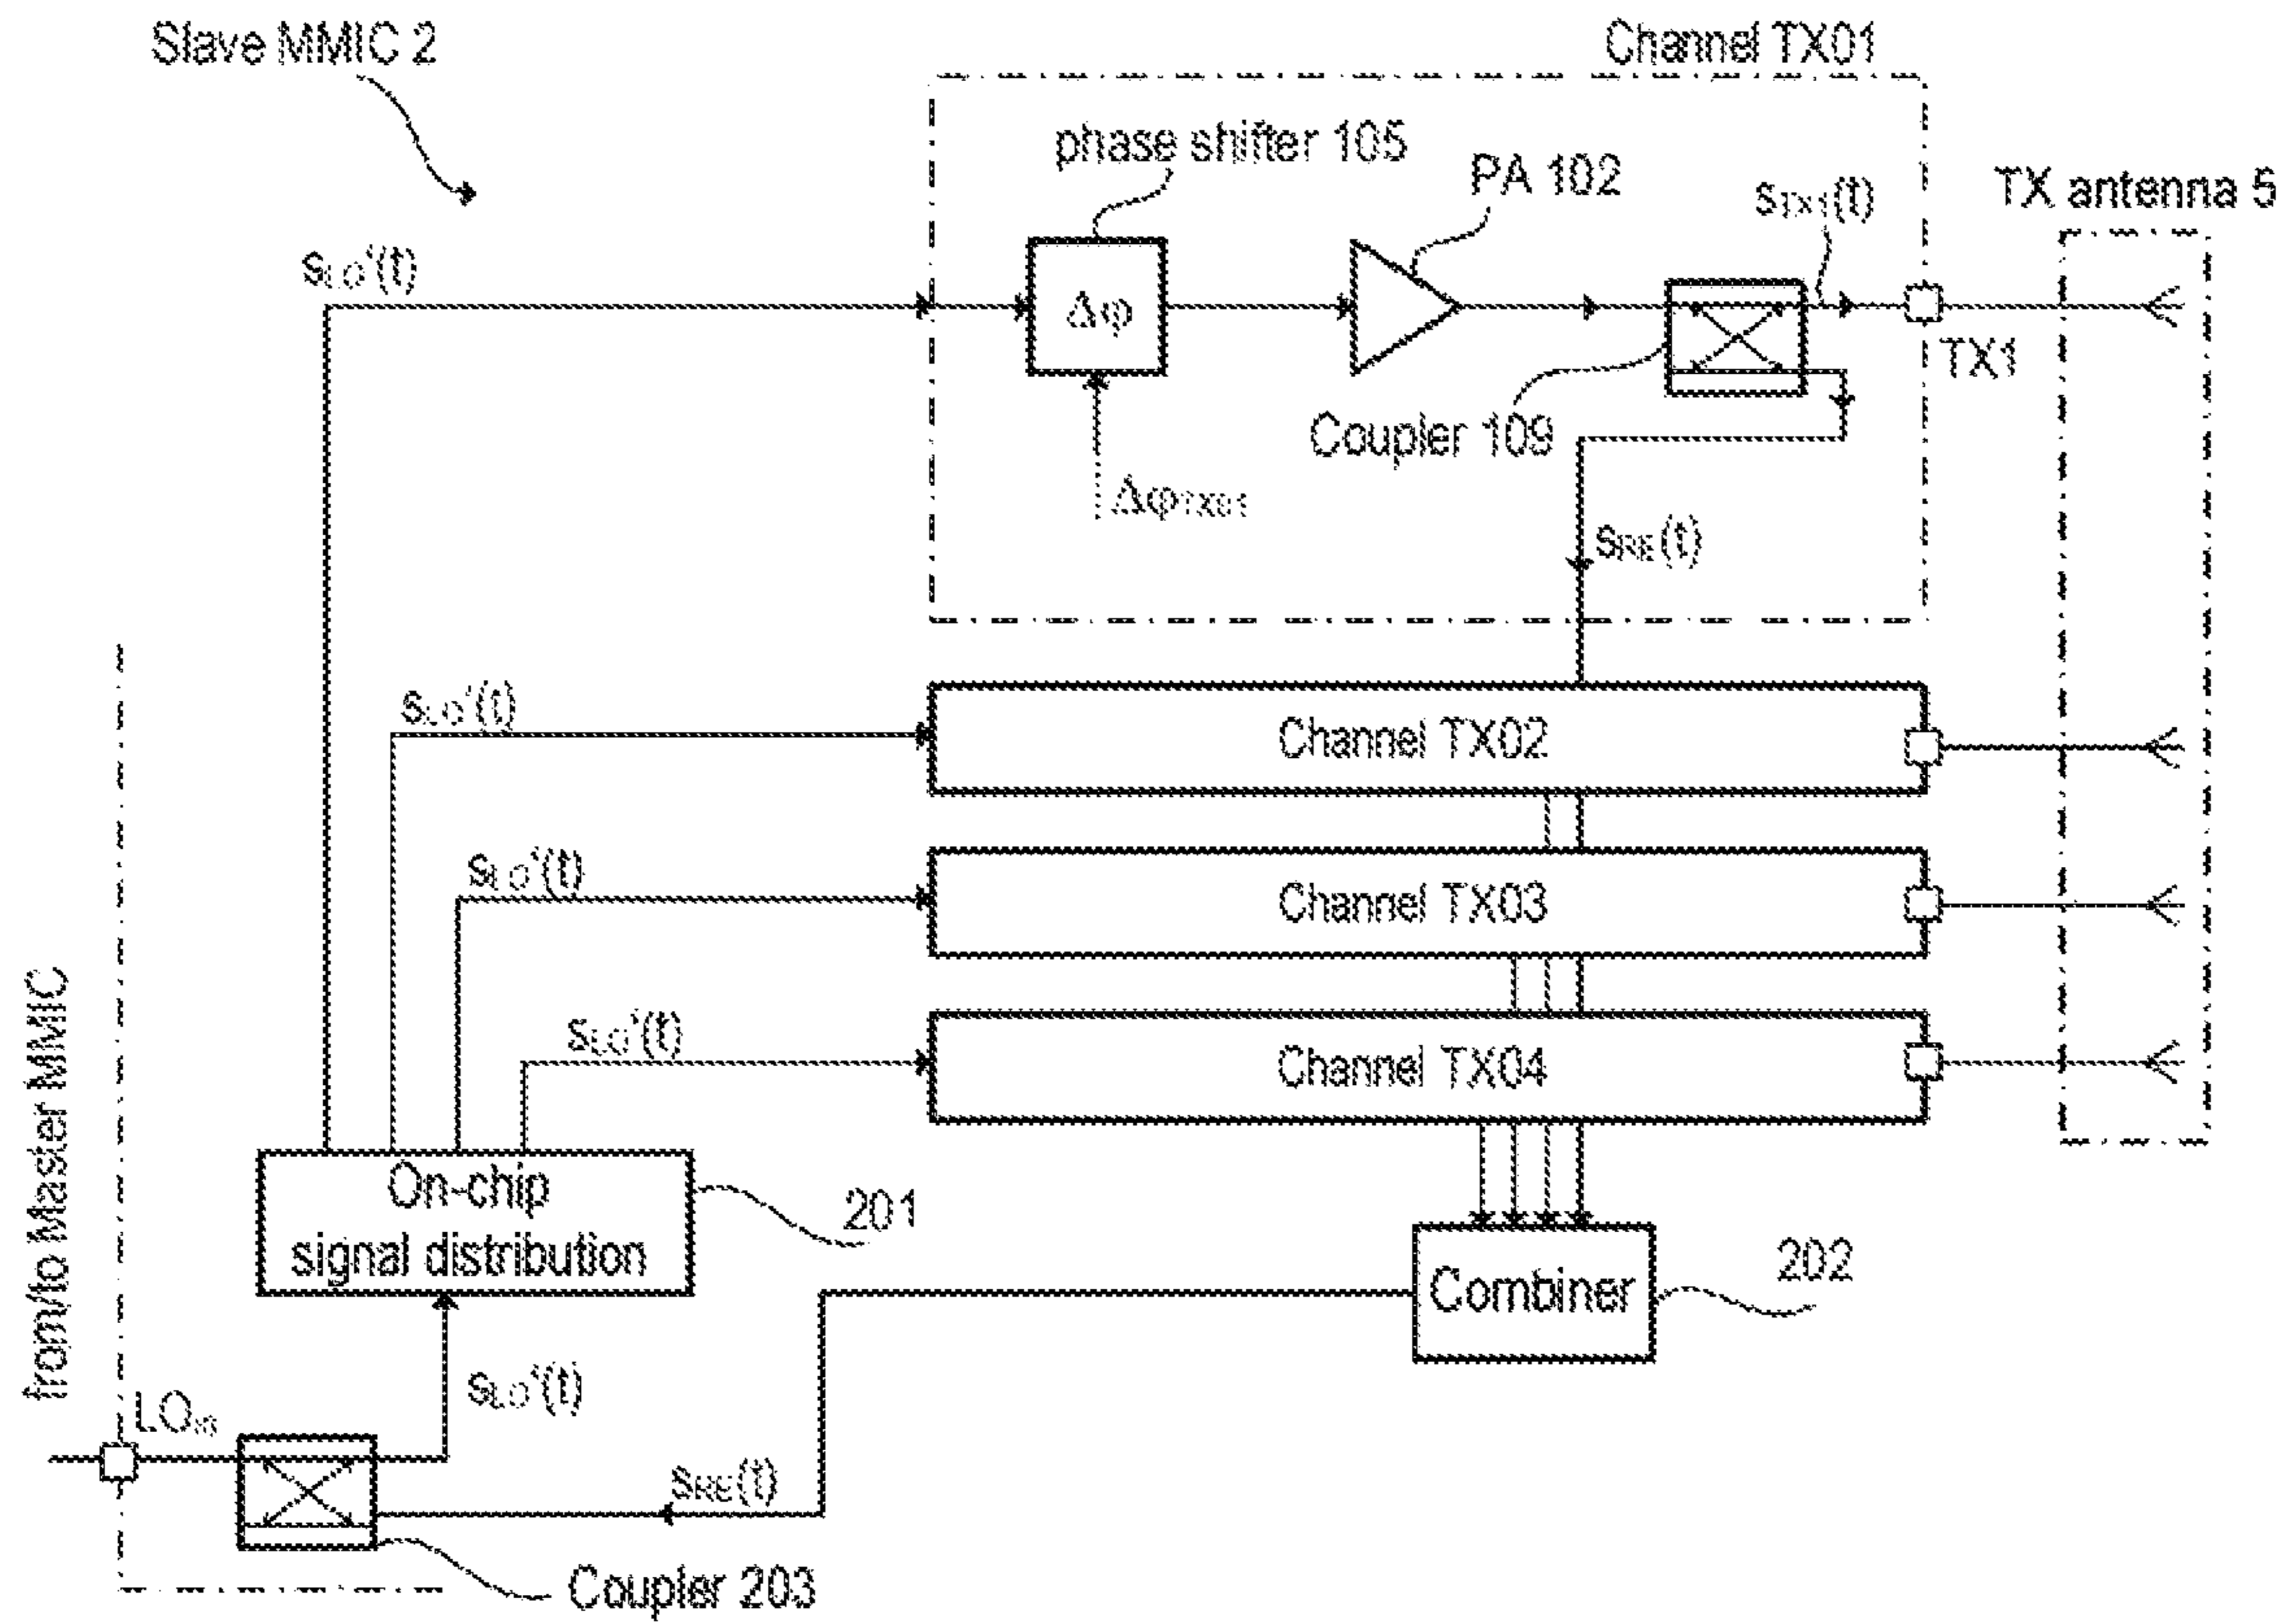 Slave MMIC 2
Channel TX01
phase shifter 105
PA 102
sTX1(t)
TX antenna 5
sLO'(t)
Δφ
TX1
Coupler 109
ΔφTX01
sRE(t)
sLO'(t)
Channel TX02
sLO'(t)
Channel TX03
sLO'(t)
Channel TX04
from/to Master MMIC
On-chip
signal distribution
201
Combiner
202
sLO'(t)
LOin
sRE(t)
Coupler 203